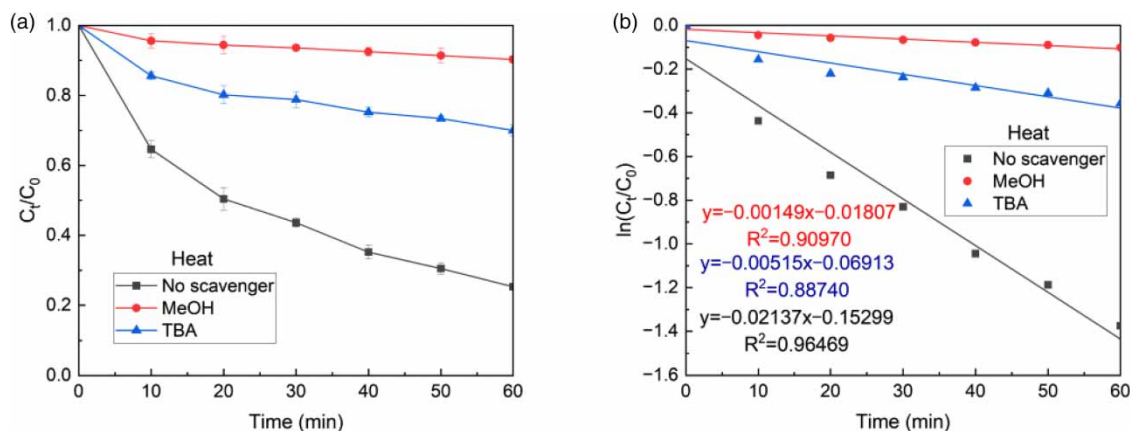 (a)
1.0
0.8
0.6
0.4
0.2
0.0
Cₜ/C₀
Heat
No scavenger
MeOH
TBA
0 10 20 30 40 50 60
Time (min)
(b)
0.0
−0.2
−0.4
−0.6
−0.8
−1.0
−1.2
−1.4
−1.6
ln(Cₜ/C₀)
Heat
No scavenger
MeOH
TBA
y=−0.00149x−0.01807
R²=0.90970
y=−0.00515x−0.06913
R²=0.88740
y=−0.02137x−0.15299
R²=0.96469
0 10 20 30 40 50 60
Time (min)